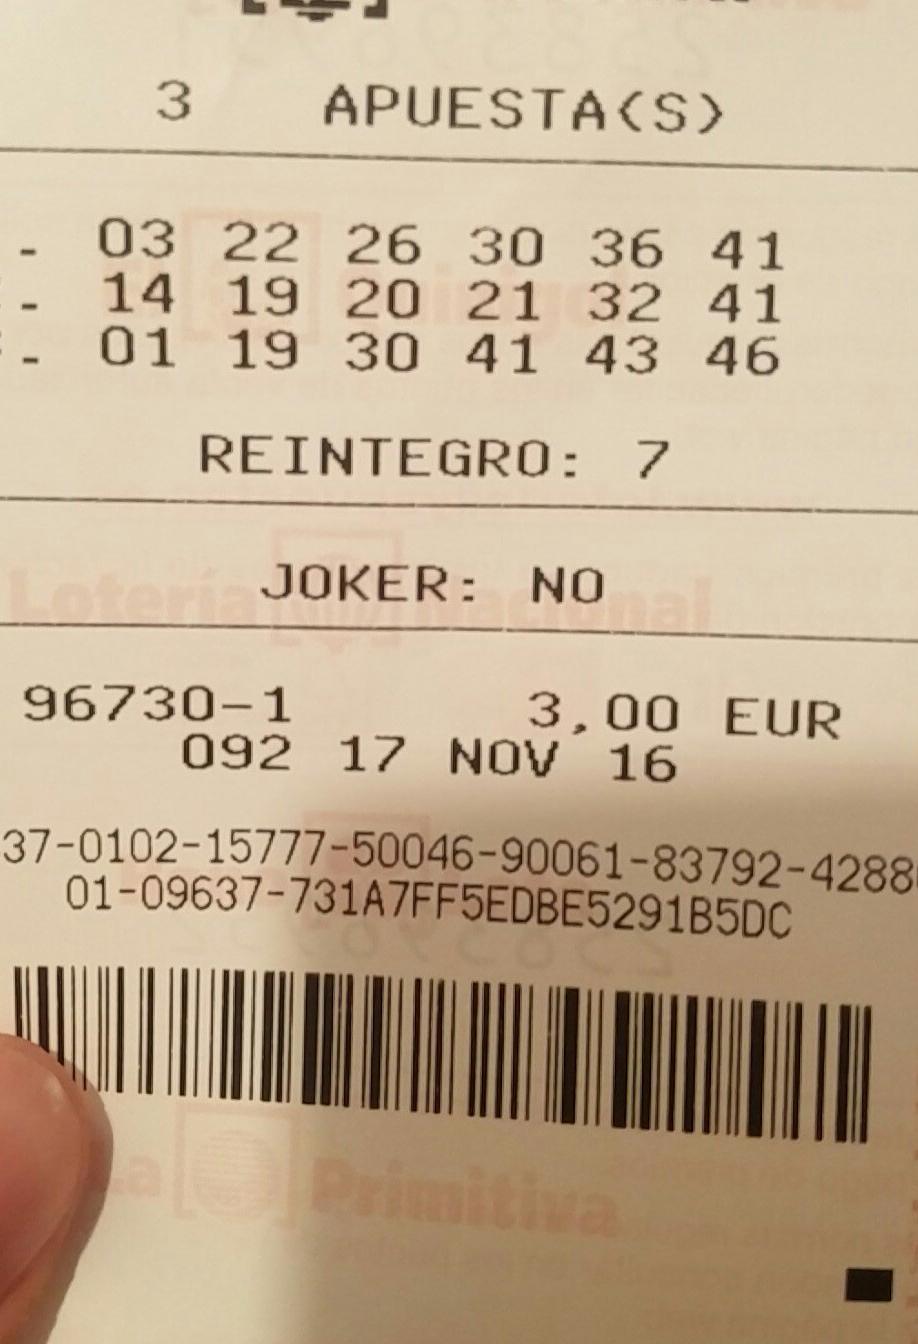 3 APUESTA(S)
- 03 22 26 30 36 41
- 14 19 20 21 32 41
- 01 19 30 41 43 46
REINTEGRO: 7
JOKER: NO
Lotería Nacional
96730-1 3,00 EUR
092 17 NOV 16
37-0102-15777-50046-90061-83792-4288
01-09637-731A7FF5EDBE5291B5DC
La Primitiva